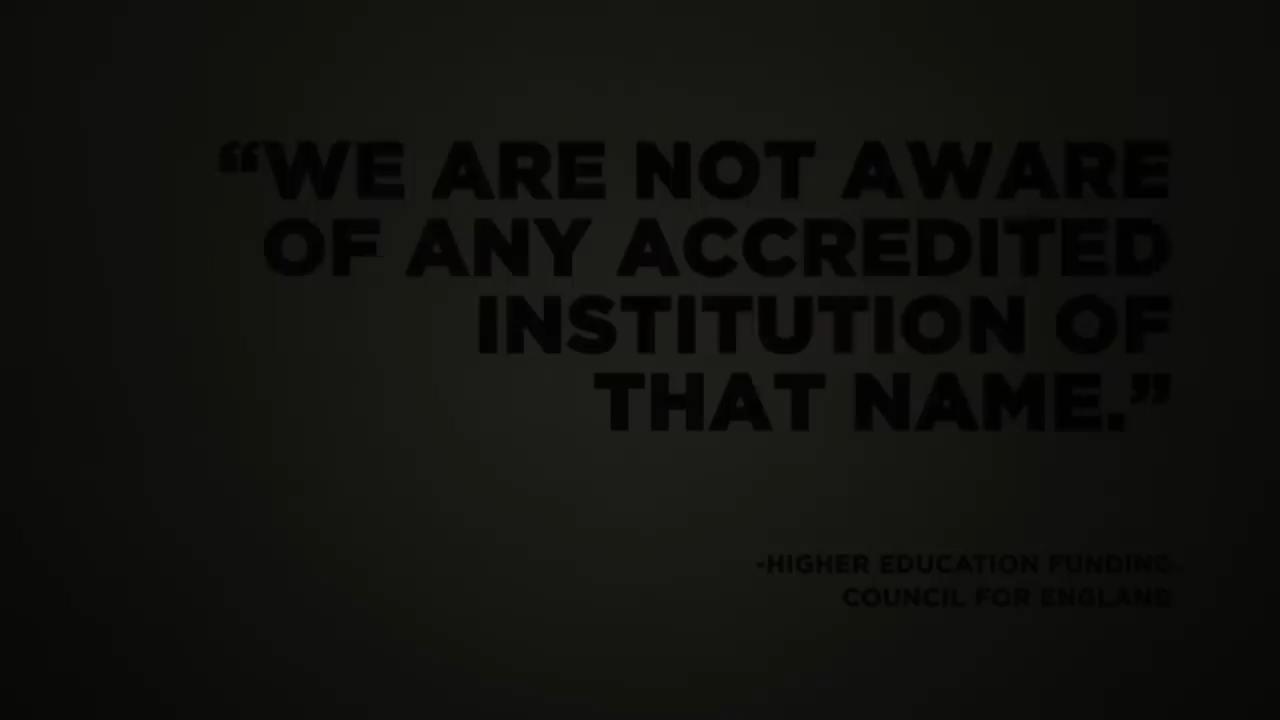 “WE ARE NOT AWARE
OF ANY ACCREDITED
INSTITUTION OF
THAT NAME.”
-HIGHER EDUCATION FUNDING
COUNCIL FOR ENGLAND